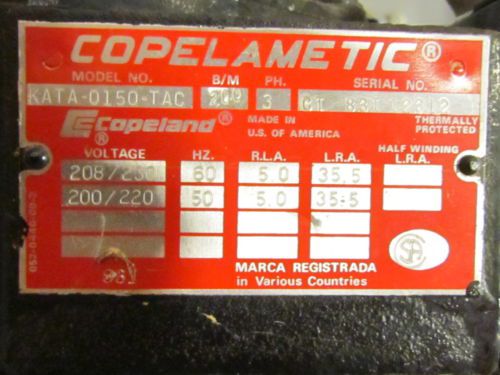 COPELAMETIC®
MODEL NO. B/M PH. SERIAL NO.
KATA-0150-TAC 3 CT
Copeland® MADE IN U.S. OF AMERICA THERMALLY PROTECTED
VOLTAGE HZ. R.L.A. L.R.A. HALF WINDING L.R.A.
208/230 60 5.0 35.5
200/220 50 5.0 35.5
MARCA REGISTRADA
in Various Countries